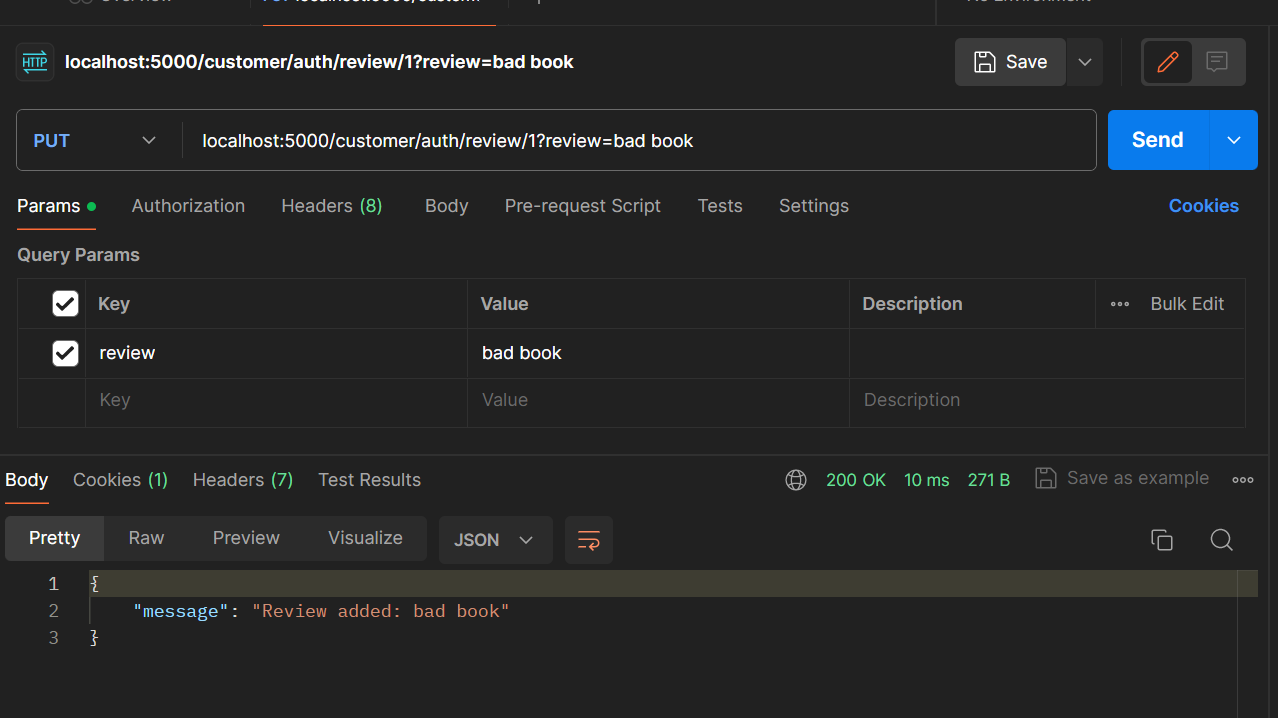 HTTP localhost:5000/customer/auth/review/1?review=bad book Save
PUT localhost:5000/customer/auth/review/1?review=bad book Send
Params Authorization Headers (8) Body Pre-request Script Tests Settings Cookies
Query Params
Key Value Description Bulk Edit
review bad book
Key Value Description
Body Cookies (1) Headers (7) Test Results 200 OK 10 ms 271 B Save as example
Pretty Raw Preview Visualize JSON
1 {
2 "message": "Review added: bad book"
3 }